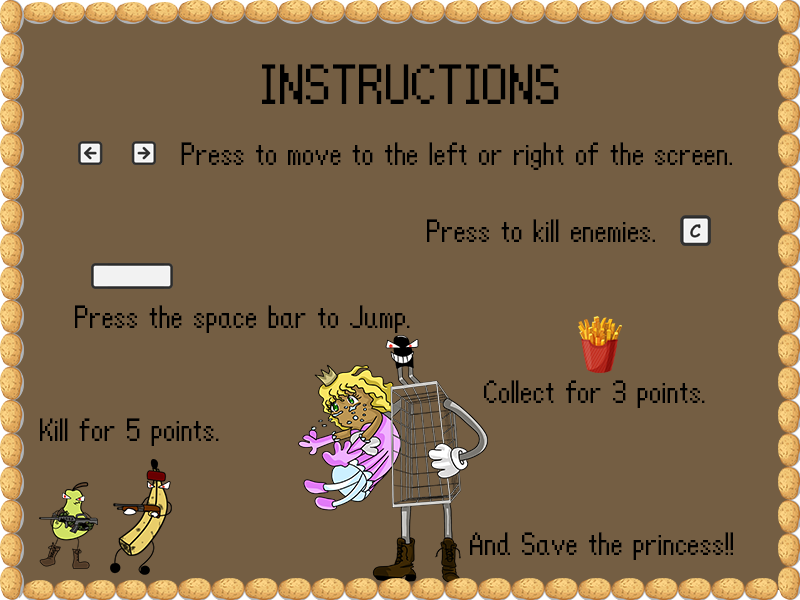 INSTRUCTIONS
← → Press to move to the left or right of the screen.
Press to kill enemies. C
Press the space bar to Jump.
Collect for 3 points.
Kill for 5 points.
And Save the princess!!